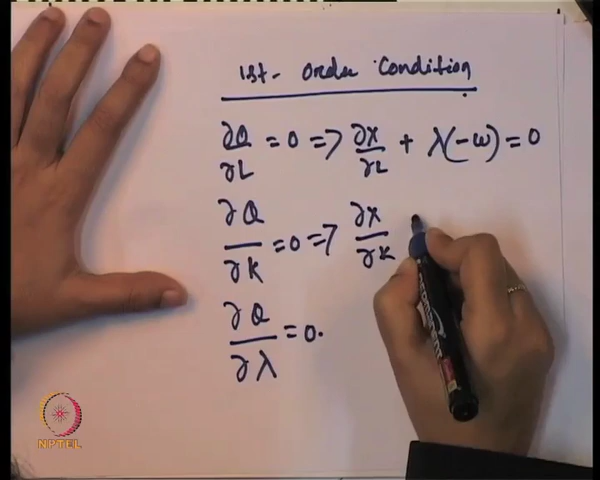 1st- Order Condition
∂Q/∂L = 0 => ∂X/∂L + λ(-w) = 0
∂Q/∂K = 0 => ∂X/∂K
∂Q/∂λ = 0.
NPTEL